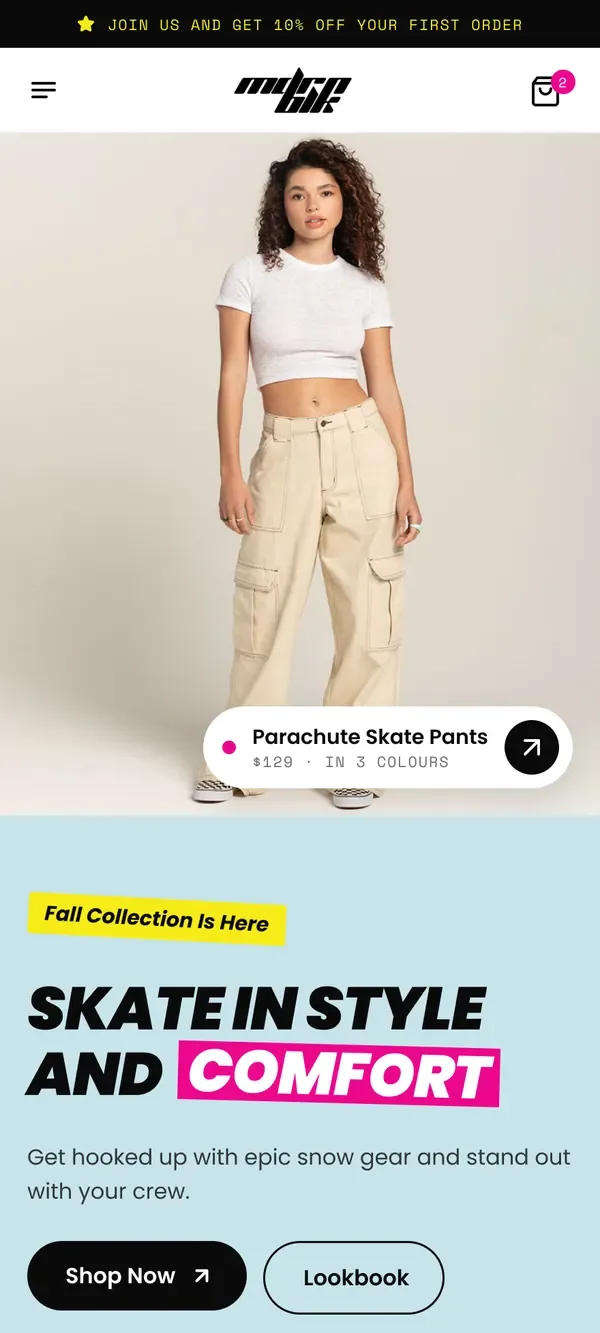 JOIN US AND GET 10% OFF YOUR FIRST ORDER
mdrn
blk
2
Parachute Skate Pants
$129 · IN 3 COLOURS
Fall Collection Is Here
SKATE IN STYLE
AND COMFORT
Get hooked up with epic snow gear and stand out
with your crew.
Shop Now
Lookbook